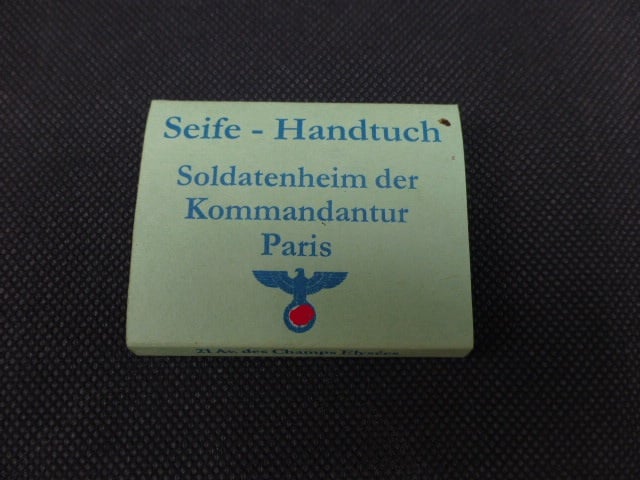 Seife - Handtuch
Soldatenheim der
Kommandantur
Paris
21 Av. des Champs Elysées